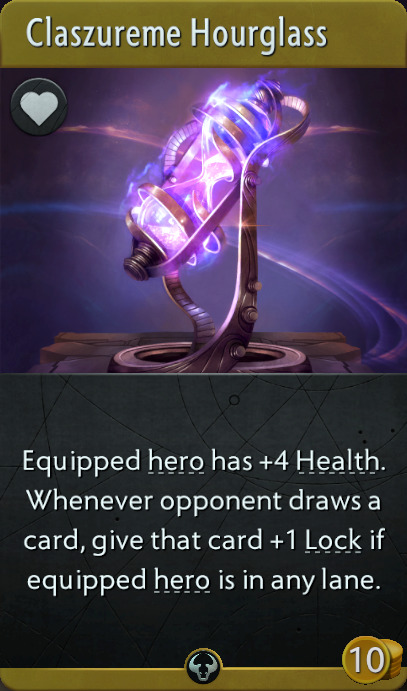 Claszureme Hourglass
Equipped hero has +4 Health.
Whenever opponent draws a
card, give that card +1 Lock if
equipped hero is in any lane.
10